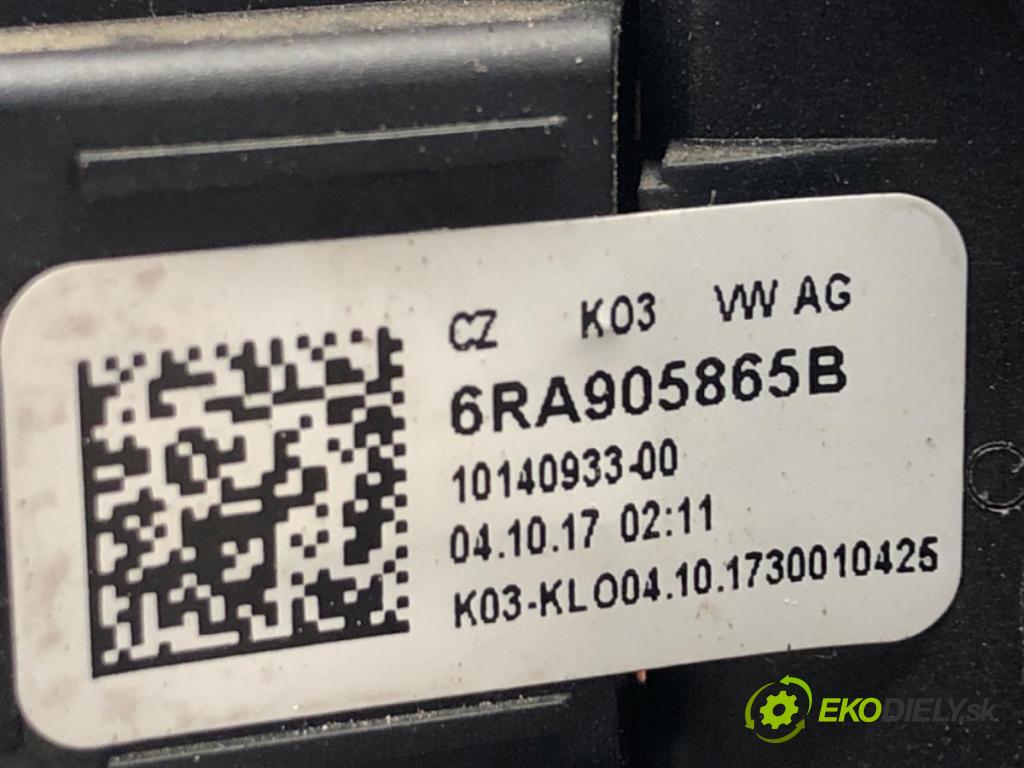 CZ K03 VW AG
6RA905865B
10140933-00
04.10.17 02:11
K03-KLO04.10.1730010425
EKODIELY.sk